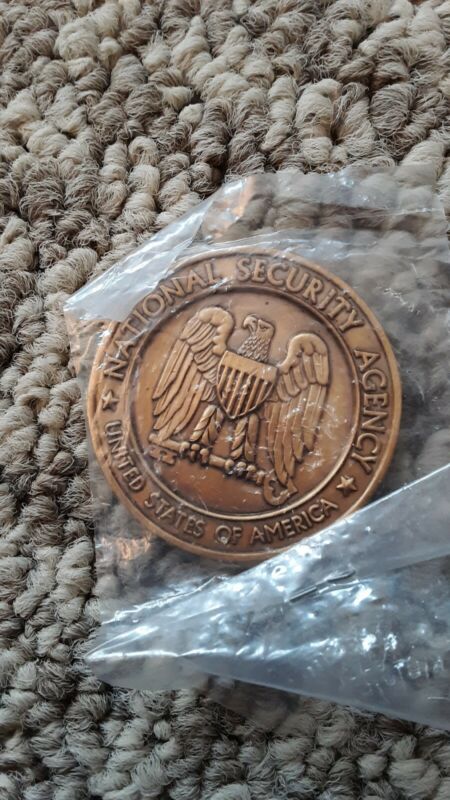 NATIONAL SECURITY AGENCY
UNITED STATES OF AMERICA